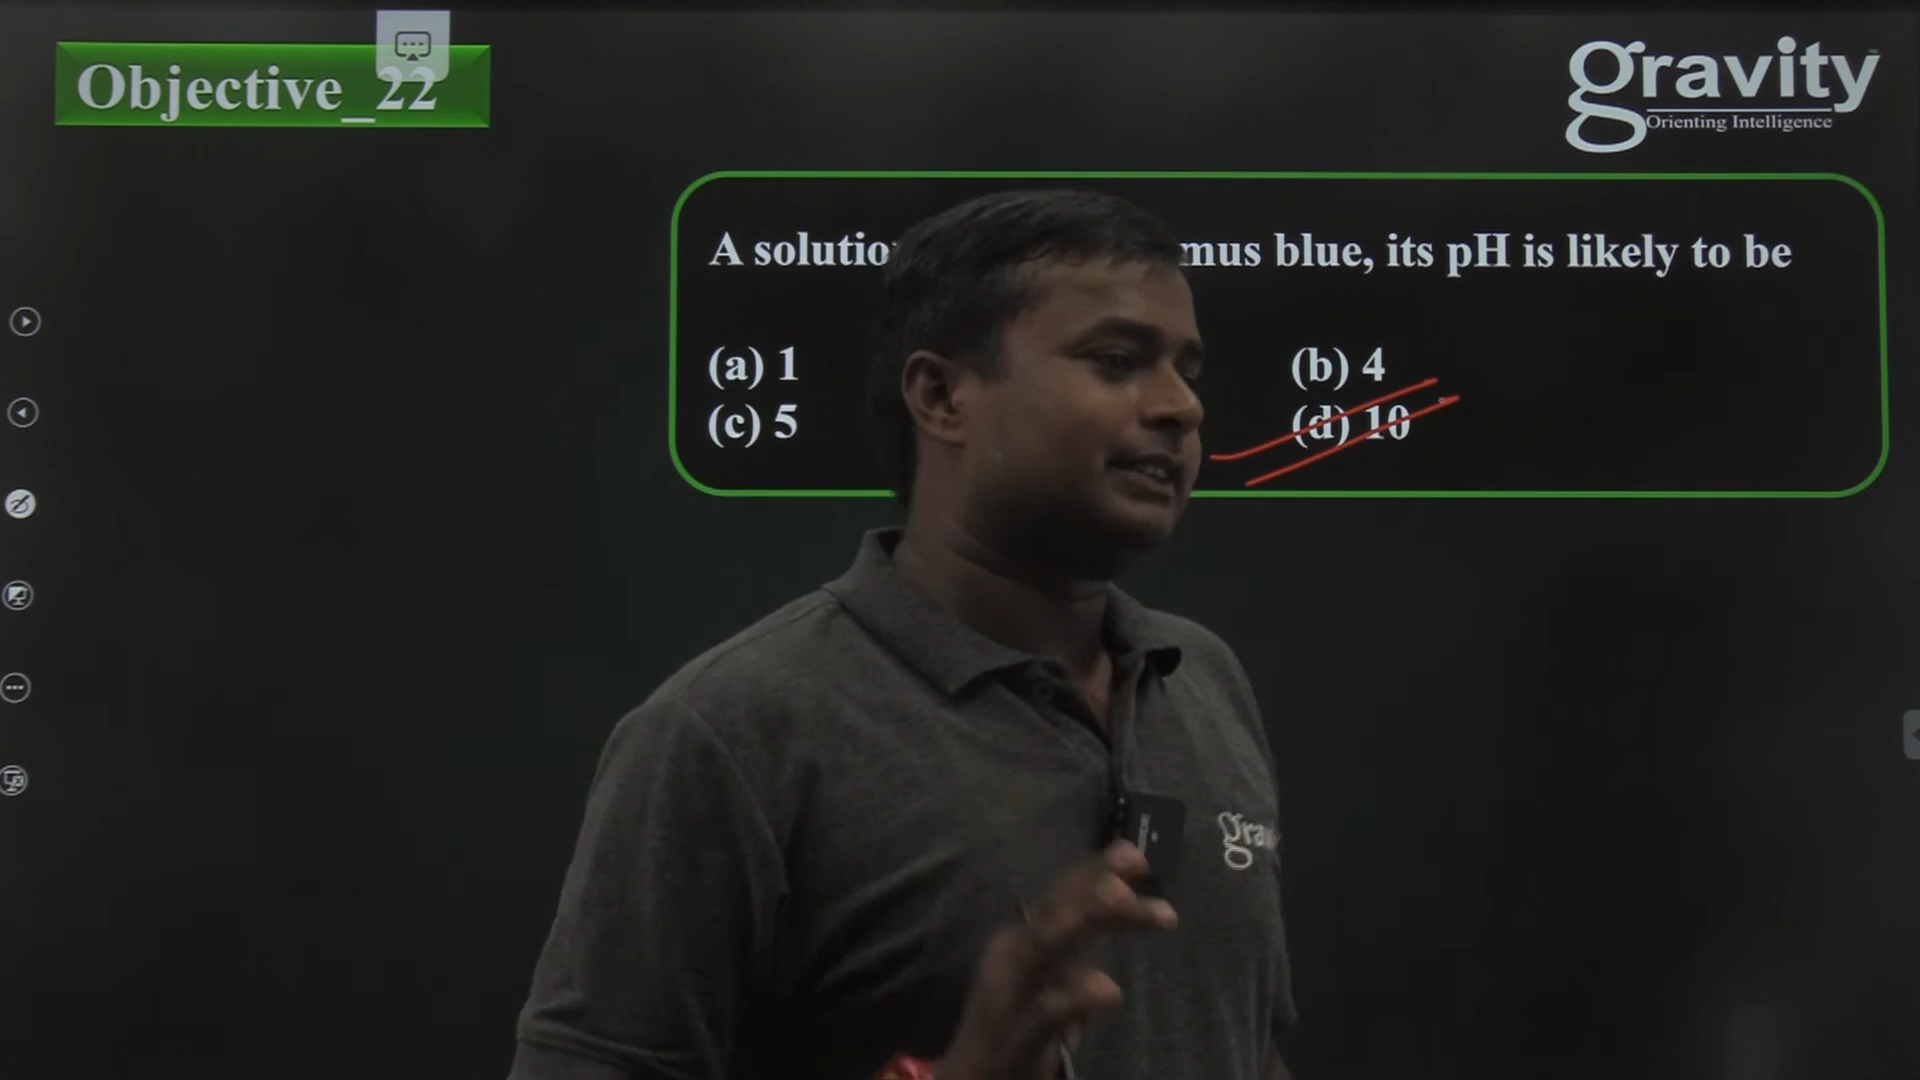 Objective_22
gravity
Orienting Intelligence
A solutio mus blue, its pH is likely to be
(a) 1 (b) 4
(c) 5 (d) 10
gra